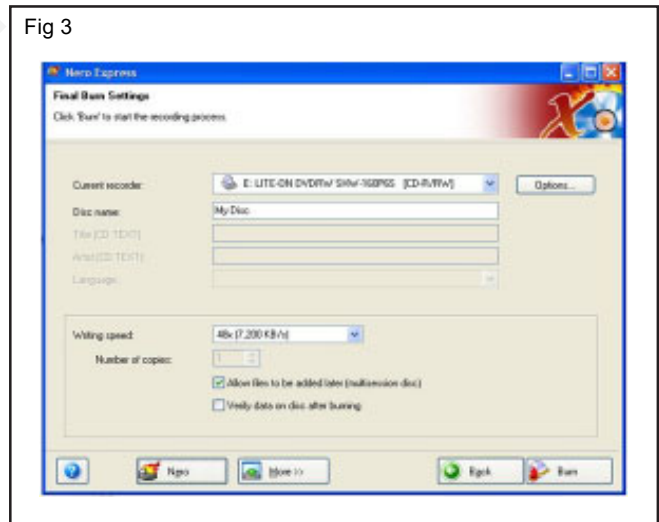 Fig 3
Nero Express
Final Burn Settings
Click 'Burn' to start the recording process.
Current recorder: E: LITE-ON DVDRW SHW-160P6S [CD-R/RW] Options...
Disc name: My Disc
Title (CD TEXT):
Artist (CD TEXT):
Language:
Writing speed: 48x (7,200 KB/s)
Number of copies: 1
Allow files to be added later (multisession disc)
Verify data on disc after burning
Nero More >> Back Burn